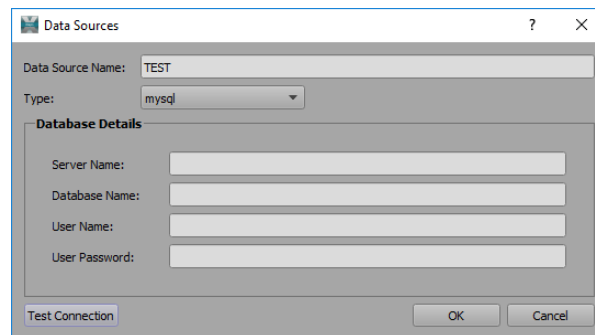 Data Sources
?
Data Source Name: TEST
Type: mysql
Database Details
Server Name:
Database Name:
User Name:
User Password:
Test Connection OK Cancel